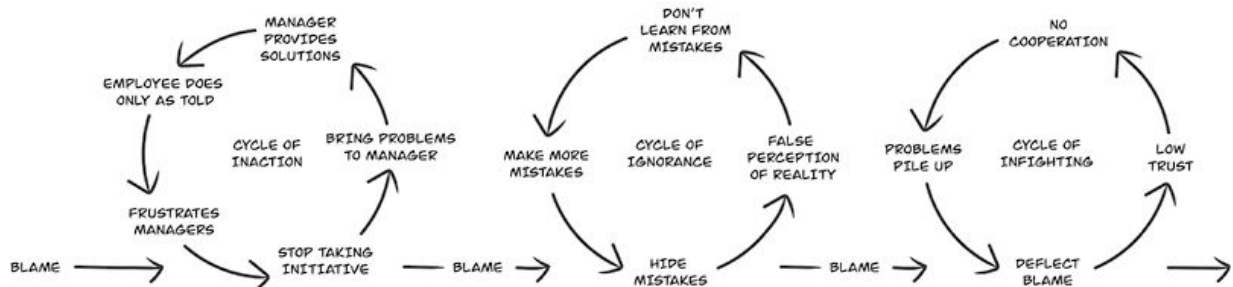 MANAGER
PROVIDES
SOLUTIONS
EMPLOYEE DOES
ONLY AS TOLD
CYCLE OF
INACTION
BRING PROBLEMS
TO MANAGER
FRUSTRATES
MANAGERS
STOP TAKING
INITIATIVE
BLAME
BLAME
DON'T
LEARN FROM
MISTAKES
MAKE MORE
MISTAKES
CYCLE OF
IGNORANCE
FALSE
PERCEPTION
OF REALITY
HIDE
MISTAKES
BLAME
NO
COOPERATION
PROBLEMS
PILE UP
CYCLE OF
INFIGHTING
LOW
TRUST
DEFLECT
BLAME